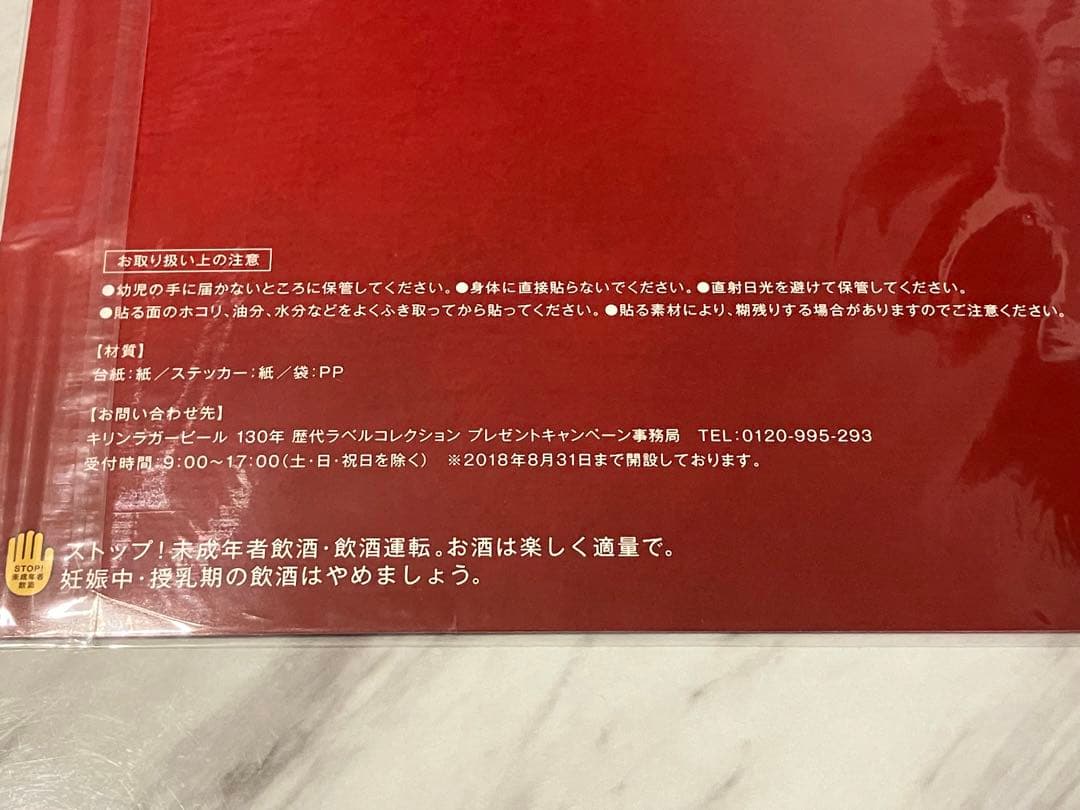 お取り扱い上の注意
●幼児の手に届かないところに保管してください。●身体に直接貼らないでください。●直射日光を避けて保管してください。
●貼る面のホコリ、油分、水分などをよくふき取ってから貼ってください。●貼る素材により、糊残りする場合がありますのでご注意ください。
【材質】
台紙：紙／ステッカー：紙／袋：PP
【お問い合わせ先】
キリンラガービール 130年 歴代ラベルコレクション プレゼントキャンペーン事務局 TEL：0120-995-293
受付時間：9：00〜17：00（土・日・祝日を除く） ※2018年8月31日まで開設しております。
ストップ！未成年者飲酒・飲酒運転。お酒は楽しく適量で。
妊娠中・授乳期の飲酒はやめましょう。
STOP!
未成年者
飲酒